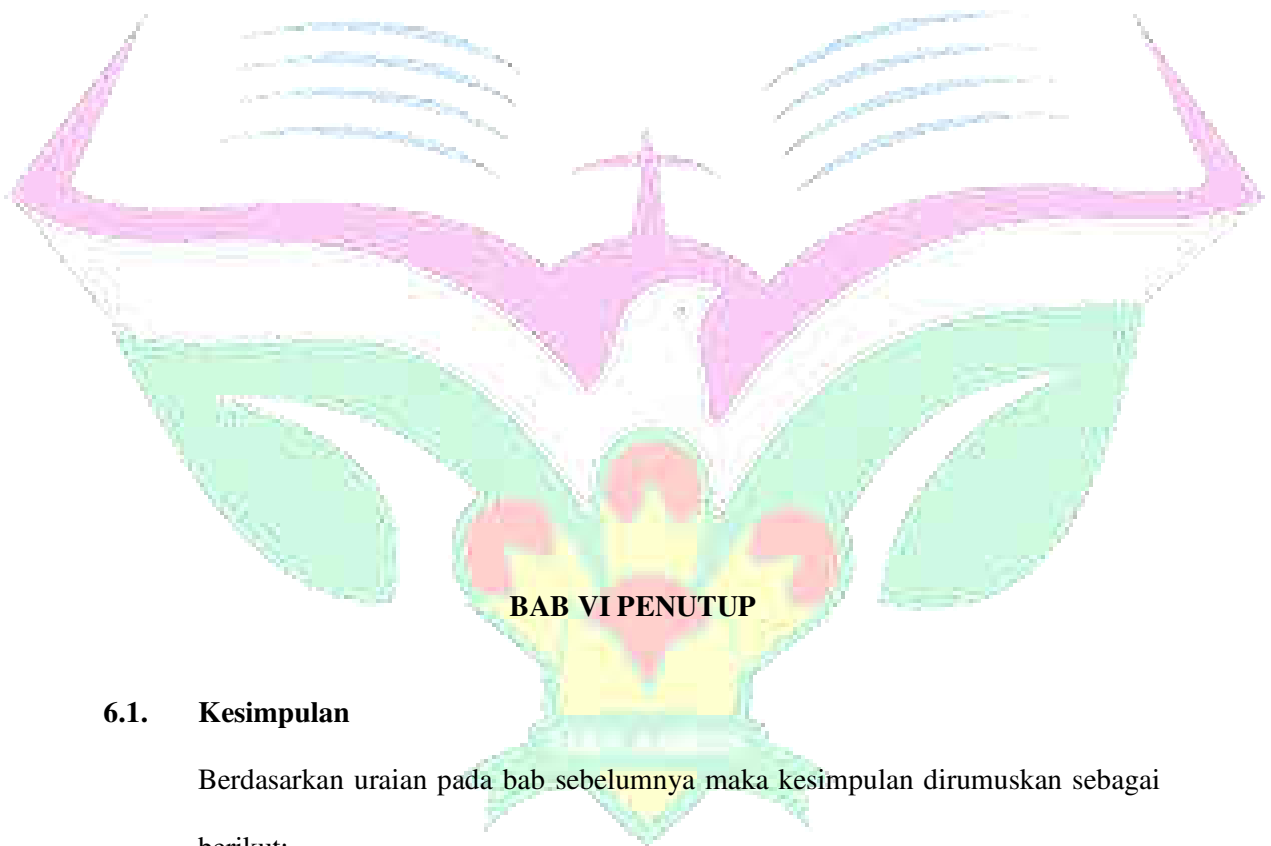 BAB VI PENUTUP
6.1. Kesimpulan
Berdasarkan uraian pada bab sebelumnya maka kesimpulan dirumuskan sebagai
berikut: